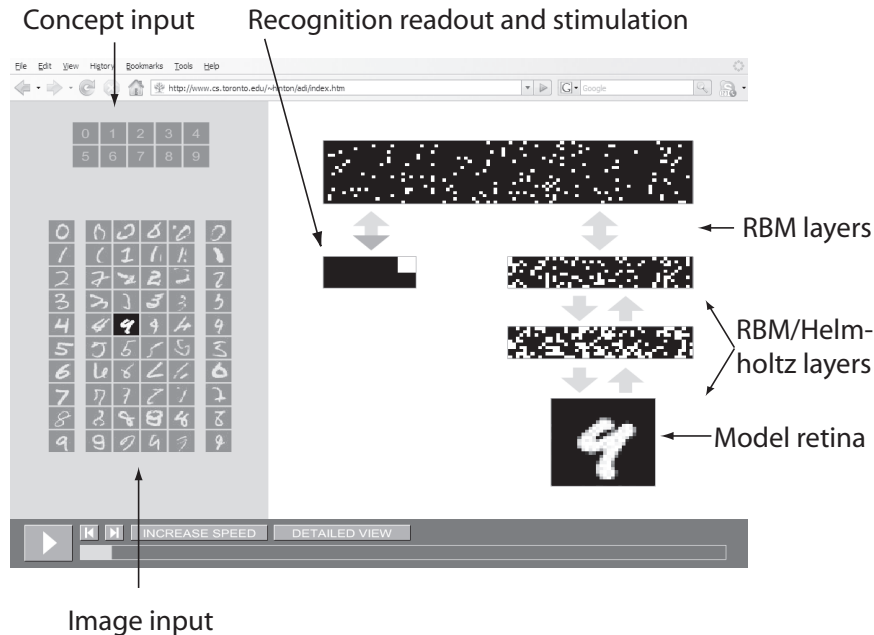 Concept input
Recognition readout and stimulation
File Edit View History Bookmarks Tools Help
http://www.cs.toronto.edu/~hinton/adi/index.htm
G Google
0 1 2 3 4
5 6 7 8 9
RBM layers
RBM/Helm-
holtz layers
Model retina
INCREASE SPEED
DETAILED VIEW
Image input